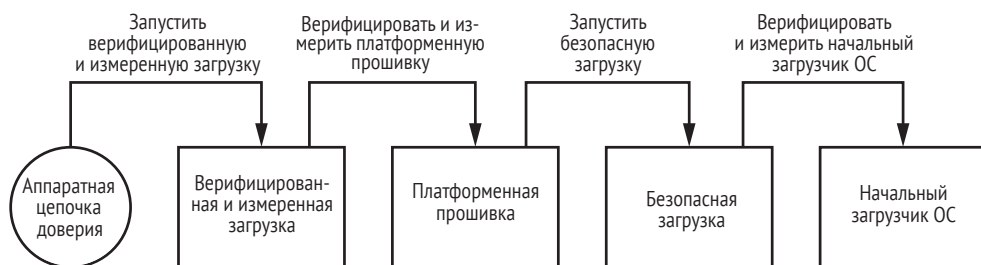 Запустить
верифицированную
и измеренную загрузку
Верифицировать и из-
мерить платформенную
прошивку
Запустить
безопасную
загрузку
Верифицировать
и измерить начальный
загрузчик ОС
Аппаратная
цепочка
доверия
Верифицирован-
ная и измеренная
загрузка
Платформенная
прошивка
Безопасная
загрузка
Начальный
загрузчик ОС